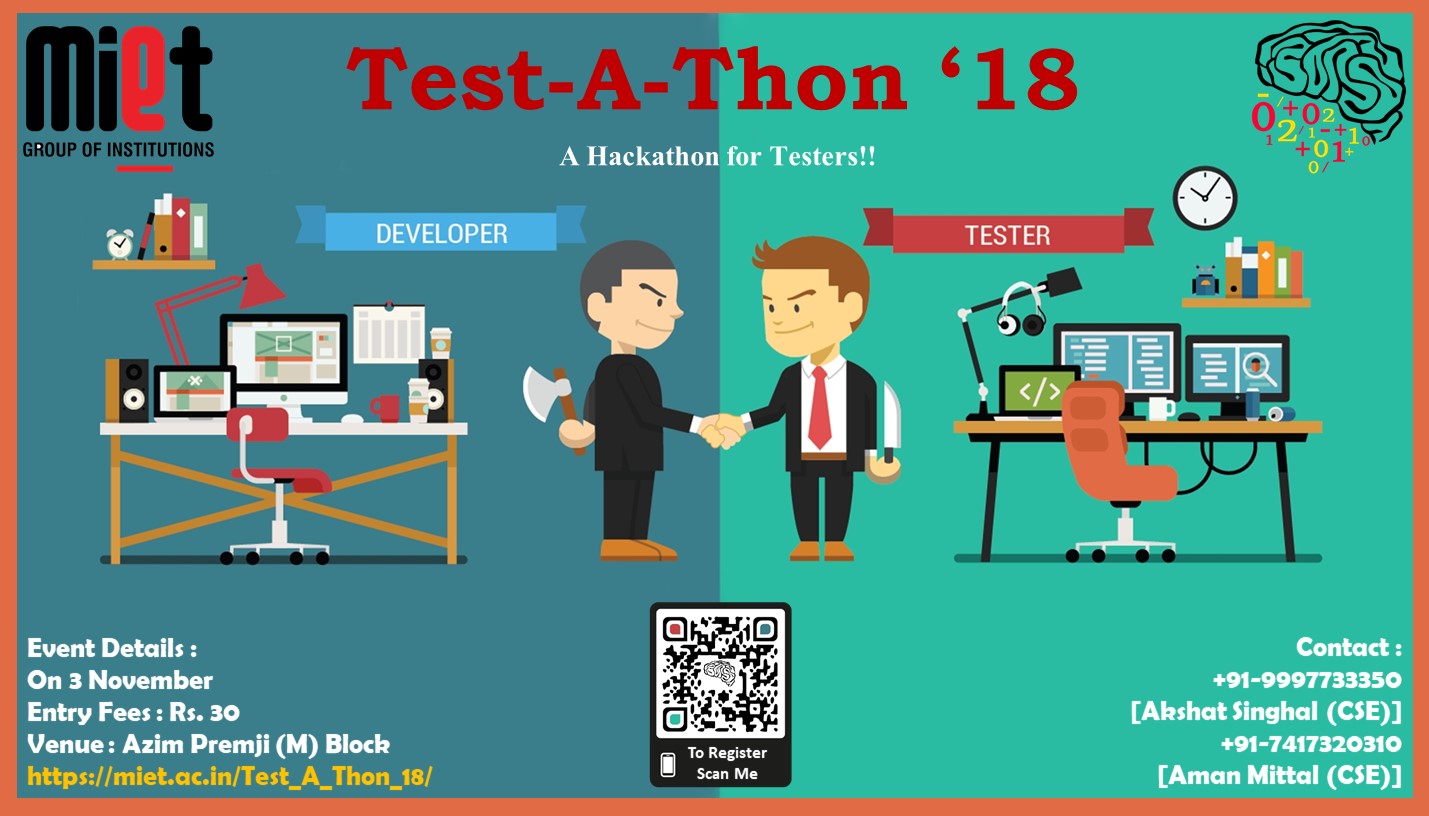 miet
GROUP OF INSTITUTIONS
Test-A-Thon ‘18
A Hackathon for Testers!!
DEVELOPER
TESTER
</>
Event Details :
On 3 November
Entry Fees : Rs. 30
Venue : Azim Premji (M) Block
https://miet.ac.in/Test_A_Thon_18/
To Register
Scan Me
Contact :
+91-9997733350
[Akshat Singhal (CSE)]
+91-7417320310
[Aman Mittal (CSE)]